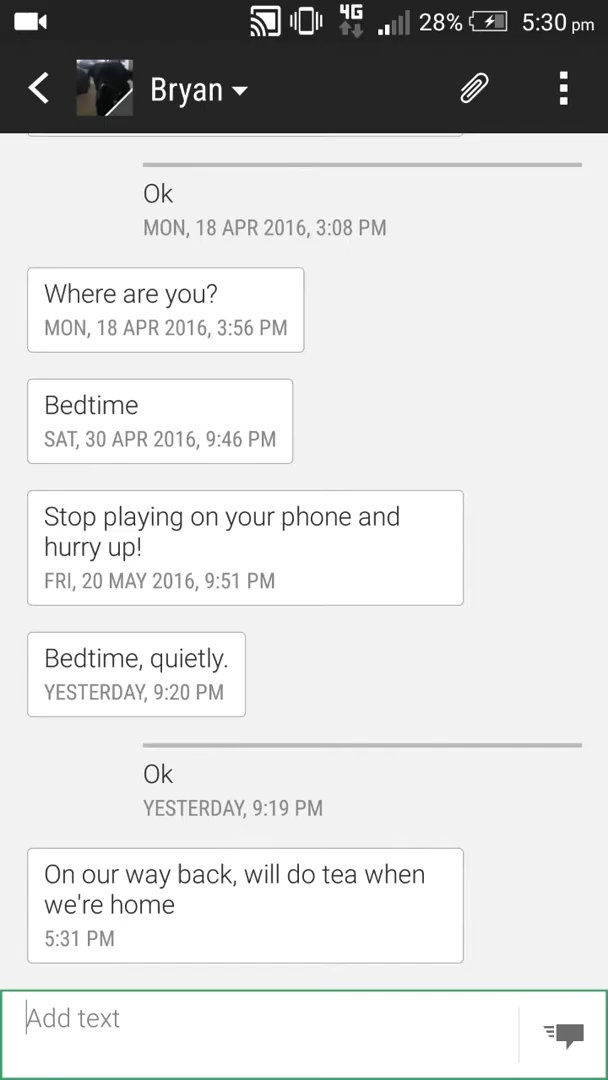 4G 28% 5:30 pm
Bryan
Ok
MON, 18 APR 2016, 3:08 PM
Where are you?
MON, 18 APR 2016, 3:56 PM
Bedtime
SAT, 30 APR 2016, 9:46 PM
Stop playing on your phone and
hurry up!
FRI, 20 MAY 2016, 9:51 PM
Bedtime, quietly.
YESTERDAY, 9:20 PM
Ok
YESTERDAY, 9:19 PM
On our way back, will do tea when
we're home
5:31 PM
Add text